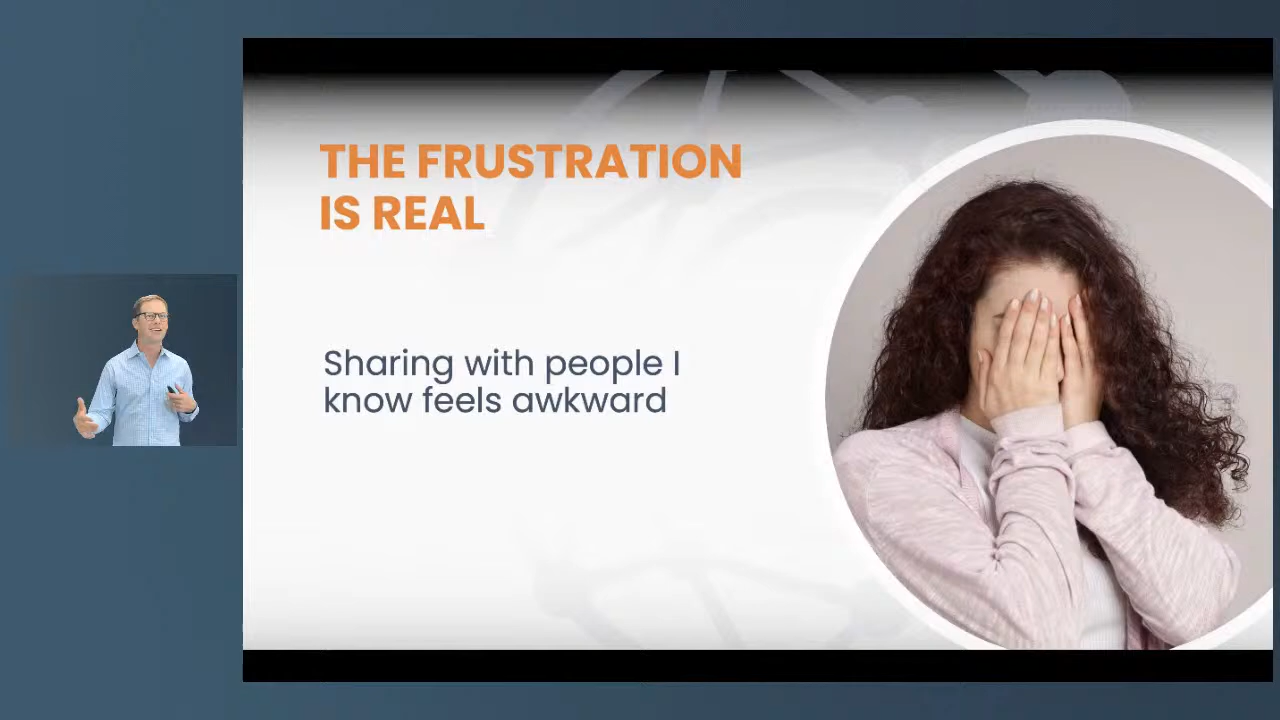 THE FRUSTRATION
IS REAL
Sharing with people I
know feels awkward